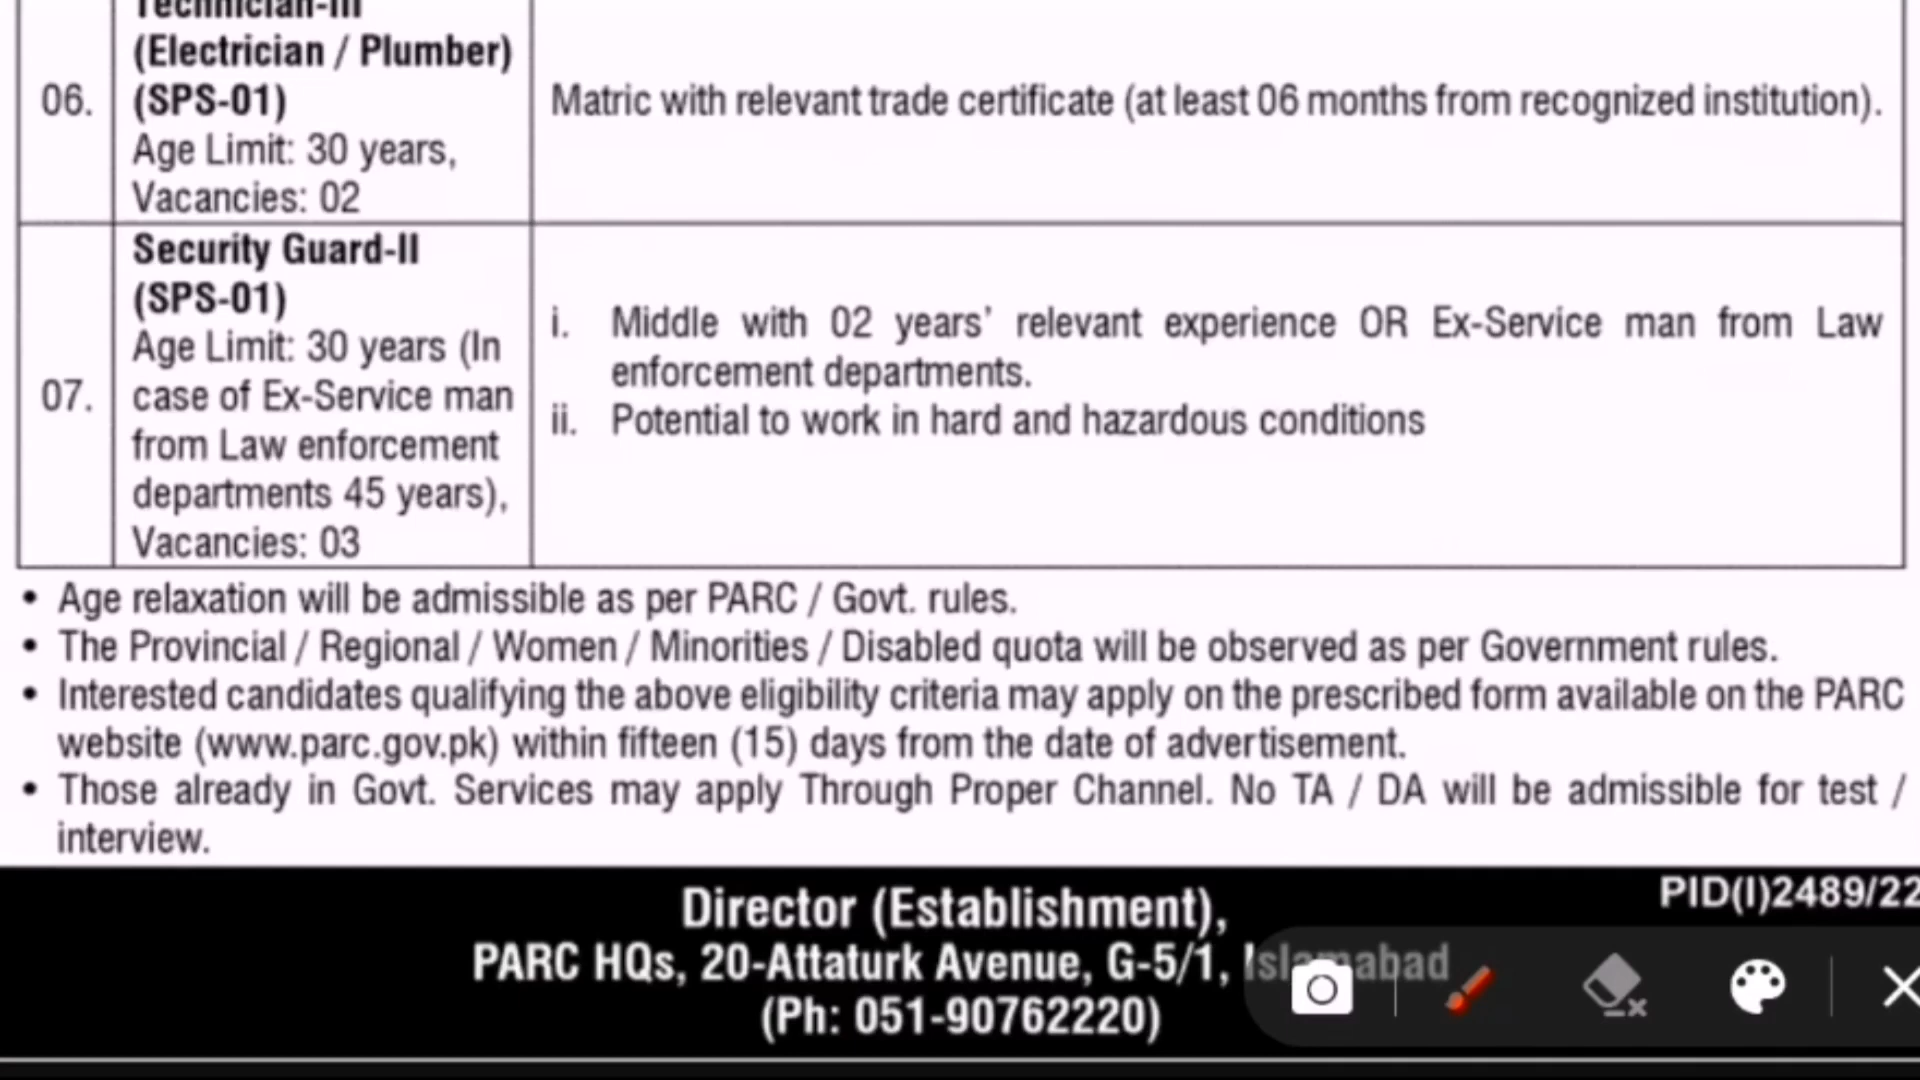 Technician-III
(Electrician / Plumber)
06.
(SPS-01)
Age Limit: 30 years,
Vacancies: 02
Matric with relevant trade certificate (at least 06 months from recognized institution).
07.
Security Guard-II
(SPS-01)
Age Limit: 30 years (In
case of Ex-Service man
from Law enforcement
departments 45 years),
Vacancies: 03
i. Middle with 02 years’ relevant experience OR Ex-Service man from Law
enforcement departments.
ii. Potential to work in hard and hazardous conditions
• Age relaxation will be admissible as per PARC / Govt. rules.
• The Provincial / Regional / Women / Minorities / Disabled quota will be observed as per Government rules.
• Interested candidates qualifying the above eligibility criteria may apply on the prescribed form available on the PARC
website (www.parc.gov.pk) within fifteen (15) days from the date of advertisement.
• Those already in Govt. Services may apply Through Proper Channel. No TA / DA will be admissible for test /
interview.
Director (Establishment),
PID(I)2489/22
PARC HQs, 20-Attaturk Avenue, G-5/1, Islamabad
(Ph: 051-90762220)